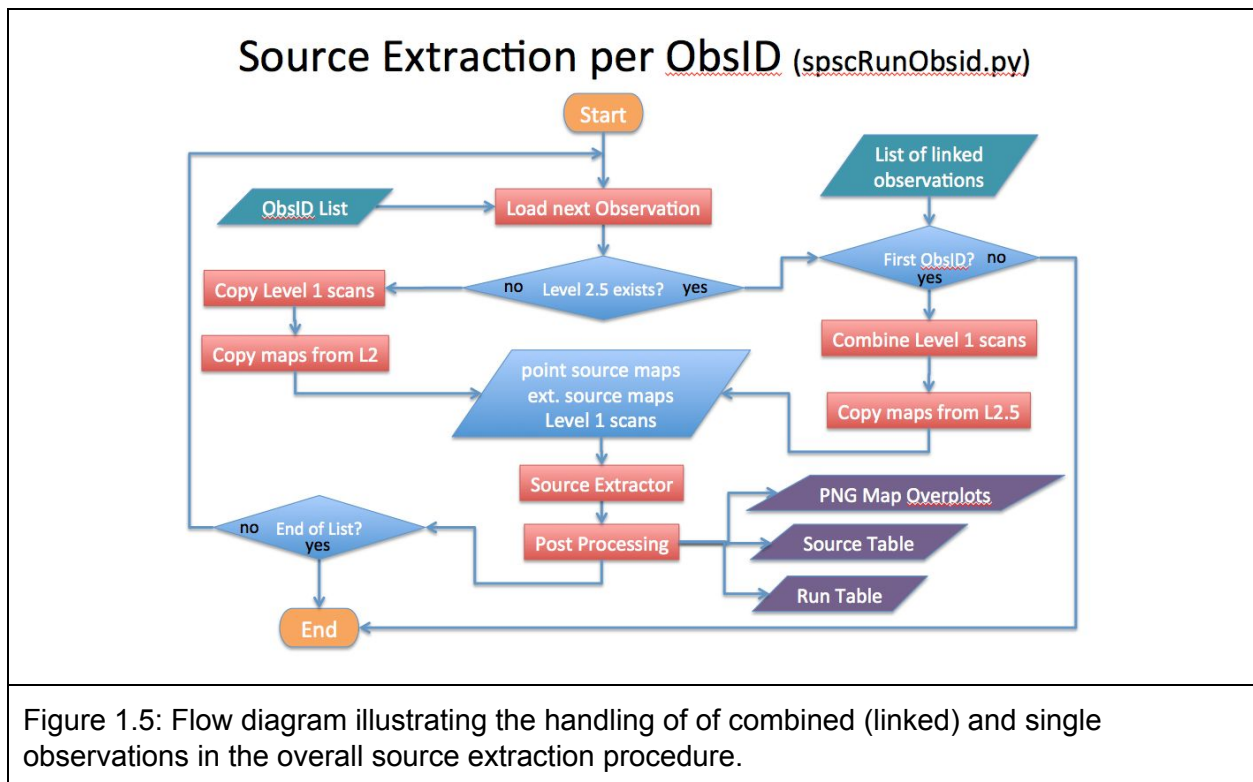 Source Extraction per ObsID (spscRunObsid.py)
Start
List of linked
observations
ObsID List
Load next Observation
First ObsID?
no
yes
Copy Level 1 scans
no
Level 2.5 exists?
yes
Combine Level 1 scans
Copy maps from L2
point source maps
ext. source maps
Level 1 scans
Copy maps from L2.5
Source Extractor
PNG Map Overplots
no
End of List?
yes
Post Processing
Source Table
Run Table
End
Figure 1.5: Flow diagram illustrating the handling of of combined (linked) and single
observations in the overall source extraction procedure.